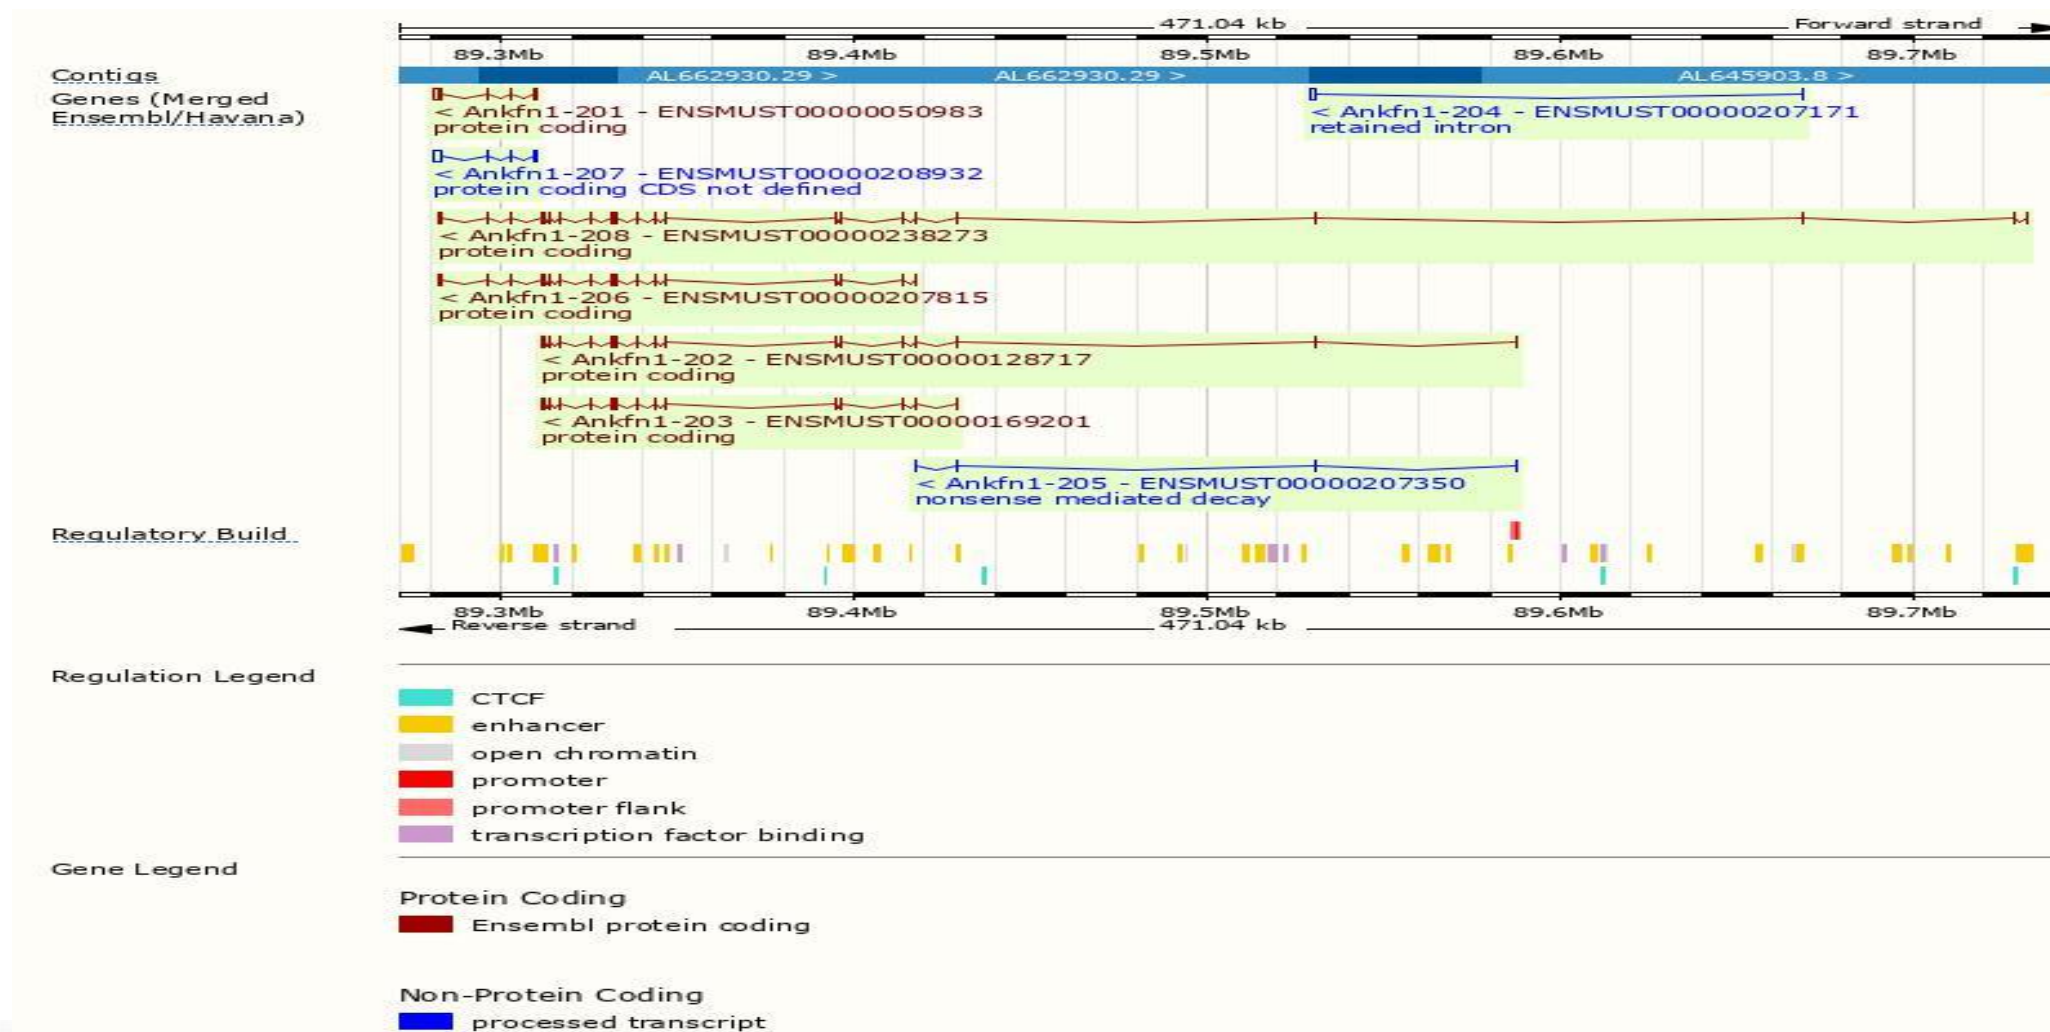 471.04 kb Forward strand
89.3Mb 89.4Mb 89.5Mb 89.6Mb 89.7Mb
Contigs AL662930.29 > AL662930.29 > AL645903.8 >
Genes (Merged
Ensembl/Havana)
< Ankfn1-201 - ENSMUST00000050983 < Ankfn1-204 - ENSMUST00000207171
protein coding retained intron
< Ankfn1-207 - ENSMUST00000208932
protein coding CDS not defined
< Ankfn1-208 - ENSMUST00000238273
protein coding
< Ankfn1-206 - ENSMUST00000207815
protein coding
< Ankfn1-202 - ENSMUST00000128717
protein coding
< Ankfn1-203 - ENSMUST00000169201
protein coding
< Ankfn1-205 - ENSMUST00000207350
nonsense mediated decay
Regulatory Build
89.3Mb 89.4Mb 89.5Mb 89.6Mb 89.7Mb
Reverse strand 471.04 kb
Regulation Legend
CTCF
enhancer
open chromatin
promoter
promoter flank
transcription factor binding
Gene Legend
Protein Coding
Ensembl protein coding
Non-Protein Coding
processed transcript